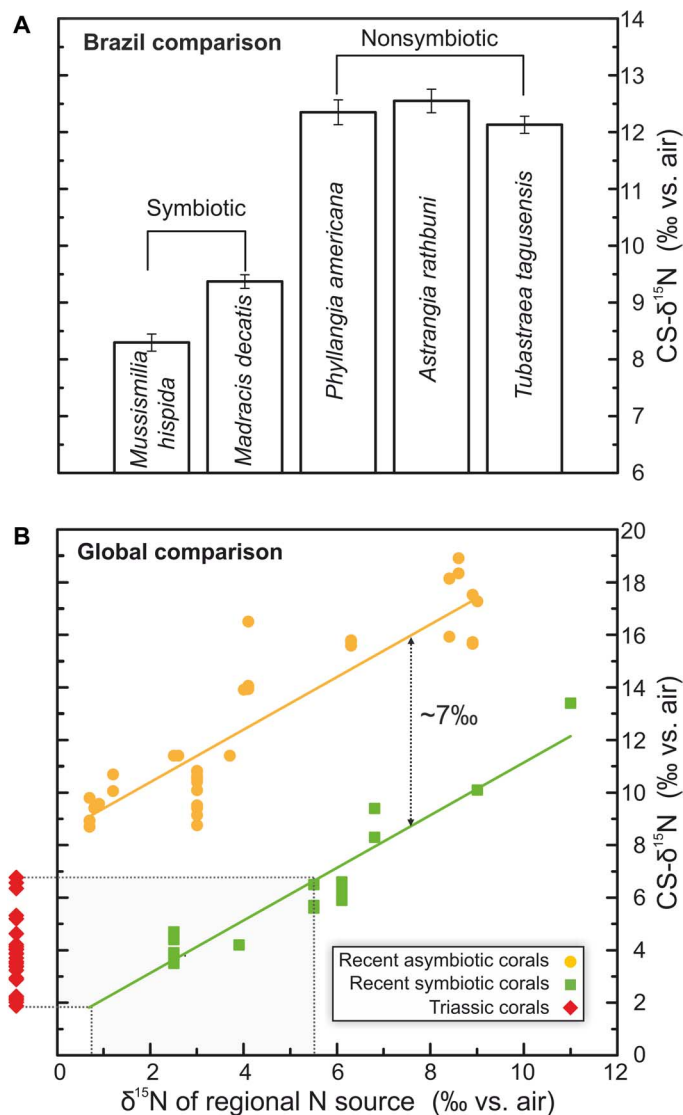 A
Brazil comparison
Nonsymbiotic
Symbiotic
Mussismilia
hispida
Madracis decatis
Phyllangia americana
Astrangia rathbuni
Tubastraea tagusensis
14
13
12
11
10
9
8
7
6
CS-δ¹⁵N (‰ vs. air)
B
Global comparison
~7‰
20
18
16
14
12
10
8
6
4
2
0
CS-δ¹⁵N (‰ vs. air)
Recent asymbiotic corals
Recent symbiotic corals
Triassic corals
0 2 4 6 8 10 12
δ¹⁵N of regional N source (‰ vs. air)